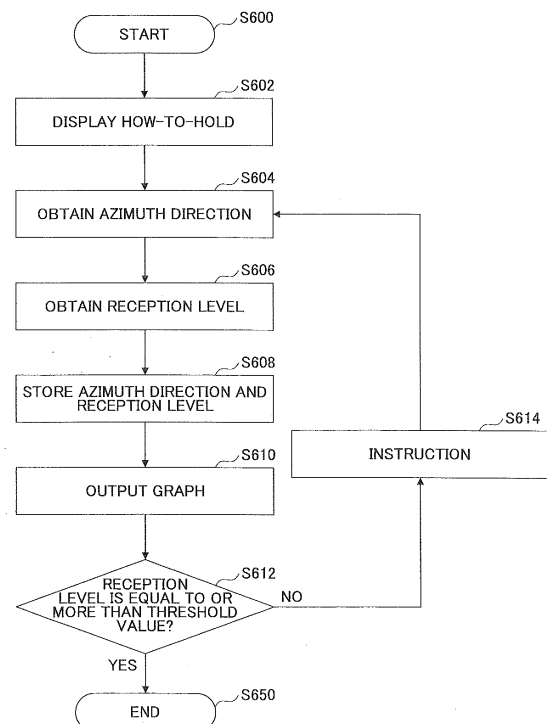 S600
START
S602
DISPLAY HOW-TO-HOLD
S604
OBTAIN AZIMUTH DIRECTION
S606
OBTAIN RECEPTION LEVEL
S608
STORE AZIMUTH DIRECTION AND
RECEPTION LEVEL
S614
INSTRUCTION
S610
OUTPUT GRAPH
S612
RECEPTION
LEVEL IS EQUAL TO OR
MORE THAN THRESHOLD
VALUE?
NO
YES
S650
END